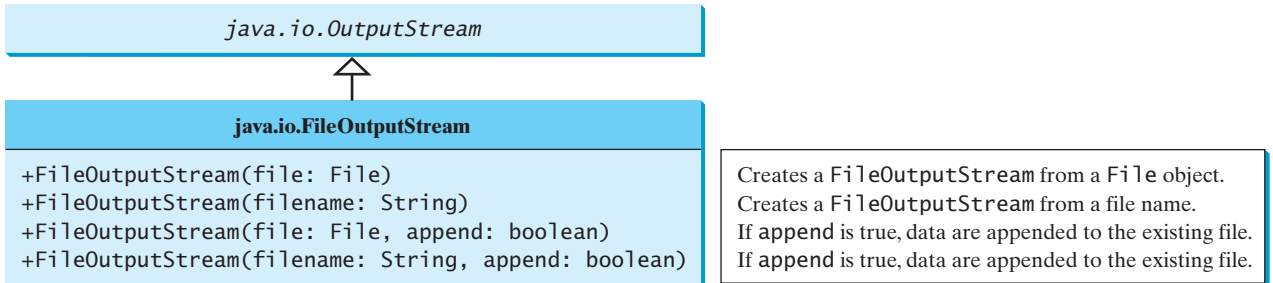 java.io.OutputStream
java.io.FileOutputStream
+FileOutputStream(file: File)
+FileOutputStream(filename: String)
+FileOutputStream(file: File, append: boolean)
+FileOutputStream(filename: String, append: boolean)
Creates a FileOutputStream from a File object.
Creates a FileOutputStream from a file name.
If append is true, data are appended to the existing file.
If append is true, data are appended to the existing file.